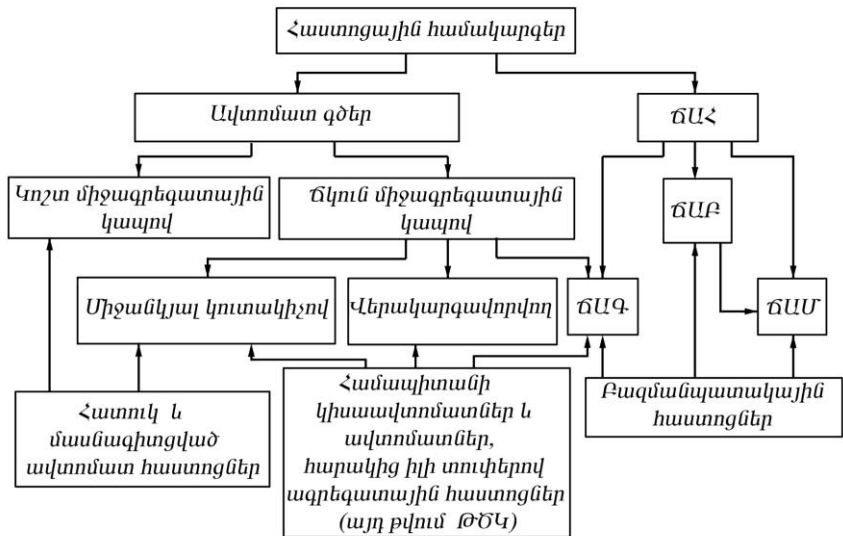 Հաստոցային համակարգեր
Ավտոմատ գծեր
ՃԱՀ
Կոշտ միջագրեգատային
կապով
Ճկուն միջագրեգատային
կապով
ՃԱԲ
Միջանկյալ կուտակիչով
Վերակարգավորվող
ՃԱԳ
ՃԱՄ
Հատուկ և
մասնագիտցված
ավտոմատ հաստոցներ
Համապիտանի
կիսաավտոմատներ և
ավտոմատներ,
հարակից իլի տուփերով
ագրեգատային հաստոցներ
(այդ թվում ԹԾԿ)
Բազմանպատակային
հաստոցներ